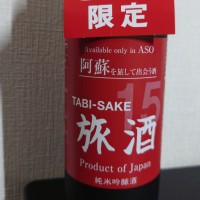 限定
Available only in ASO
阿蘇を旅して出会う酒
15
TABI-SAKE
旅酒
Product of Japan
純米吟醸酒